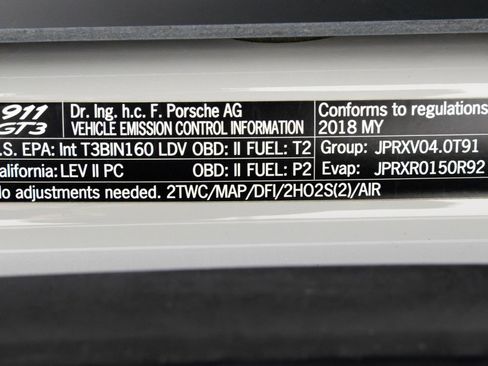 911 Dr. Ing. h.c. F. Porsche AG Conforms to regulations
GT3 VEHICLE EMISSION CONTROL INFORMATION 2018 MY
.S. EPA: Int T3BIN160 LDV OBD: II FUEL: T2 Group: JPRXV04.0T91
alifornia: LEV II PC OBD: II FUEL: P2 Evap: JPRXR0150R92
lo adjustments needed. 2TWC/MAP/DFI/2HO2S(2)/AIR